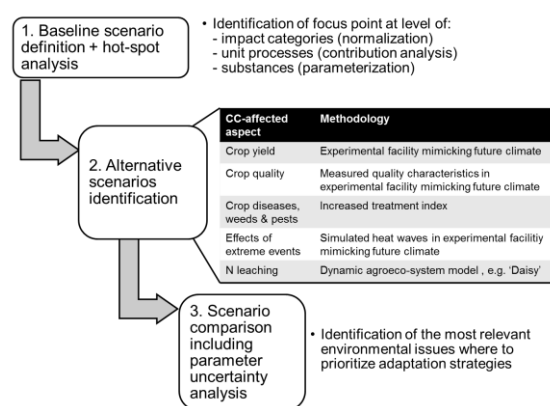 1. Baseline scenario
definition + hot-spot
analysis
• Identification of focus point at level of:
- impact categories (normalization)
- unit processes (contribution analysis)
- substances (parameterization)
2. Alternative
scenarios
identification
CC-affected
aspect
Methodology
Crop yield
Experimental facility mimicking future climate
Crop quality
Measured quality characteristics in
experimental facility mimicking future climate
Crop diseases,
weeds & pests
Increased treatment index
Effects of
extreme events
Simulated heat waves in experimental facilitiy
mimicking future climate
N leaching
Dynamic agroeco-system model , e.g. 'Daisy'
3. Scenario
comparison
including
parameter
uncertainty
analysis
• Identification of the most relevant
environmental issues where to
prioritize adaptation strategies